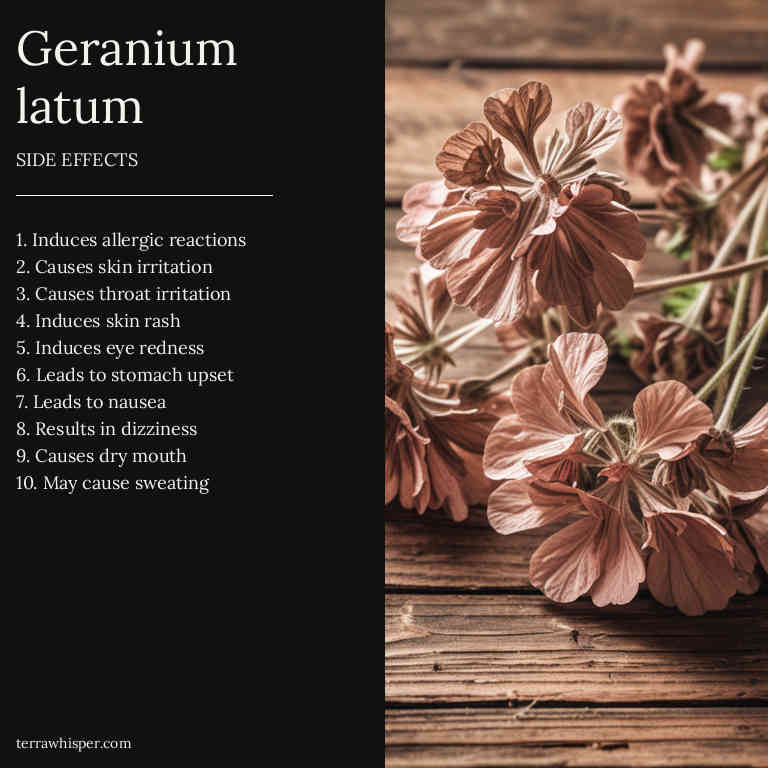 Geranium
latum
SIDE EFFECTS
1. Induces allergic reactions
2. Causes skin irritation
3. Causes throat irritation
4. Induces skin rash
5. Induces eye redness
6. Leads to stomach upset
7. Leads to nausea
8. Results in dizziness
9. Causes dry mouth
10. May cause sweating
terrawhisper.com